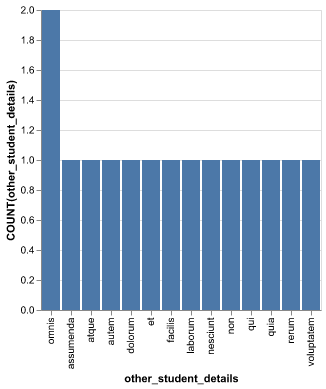 COUNT(other_student_details)
2.0
1.8
1.6
1.4
1.2
1.0
0.8
0.6
0.4
0.2
0.0
omnis
assumenda
atque
autem
dolorum
et
facilis
laborum
nesciunt
non
qui
quia
rerum
voluptatem
other_student_details